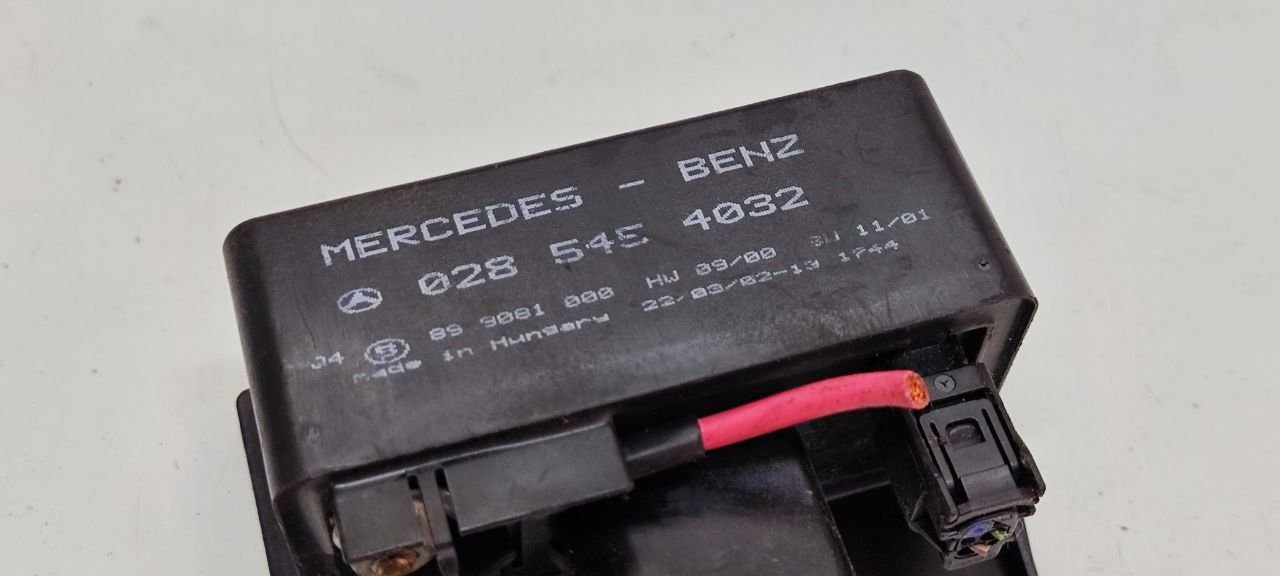 MERCEDES - BENZ
028 545 4032
04 89 9081 000 HW 09/00 SW 11/01
made in Hungary 22/03/02-13 1744